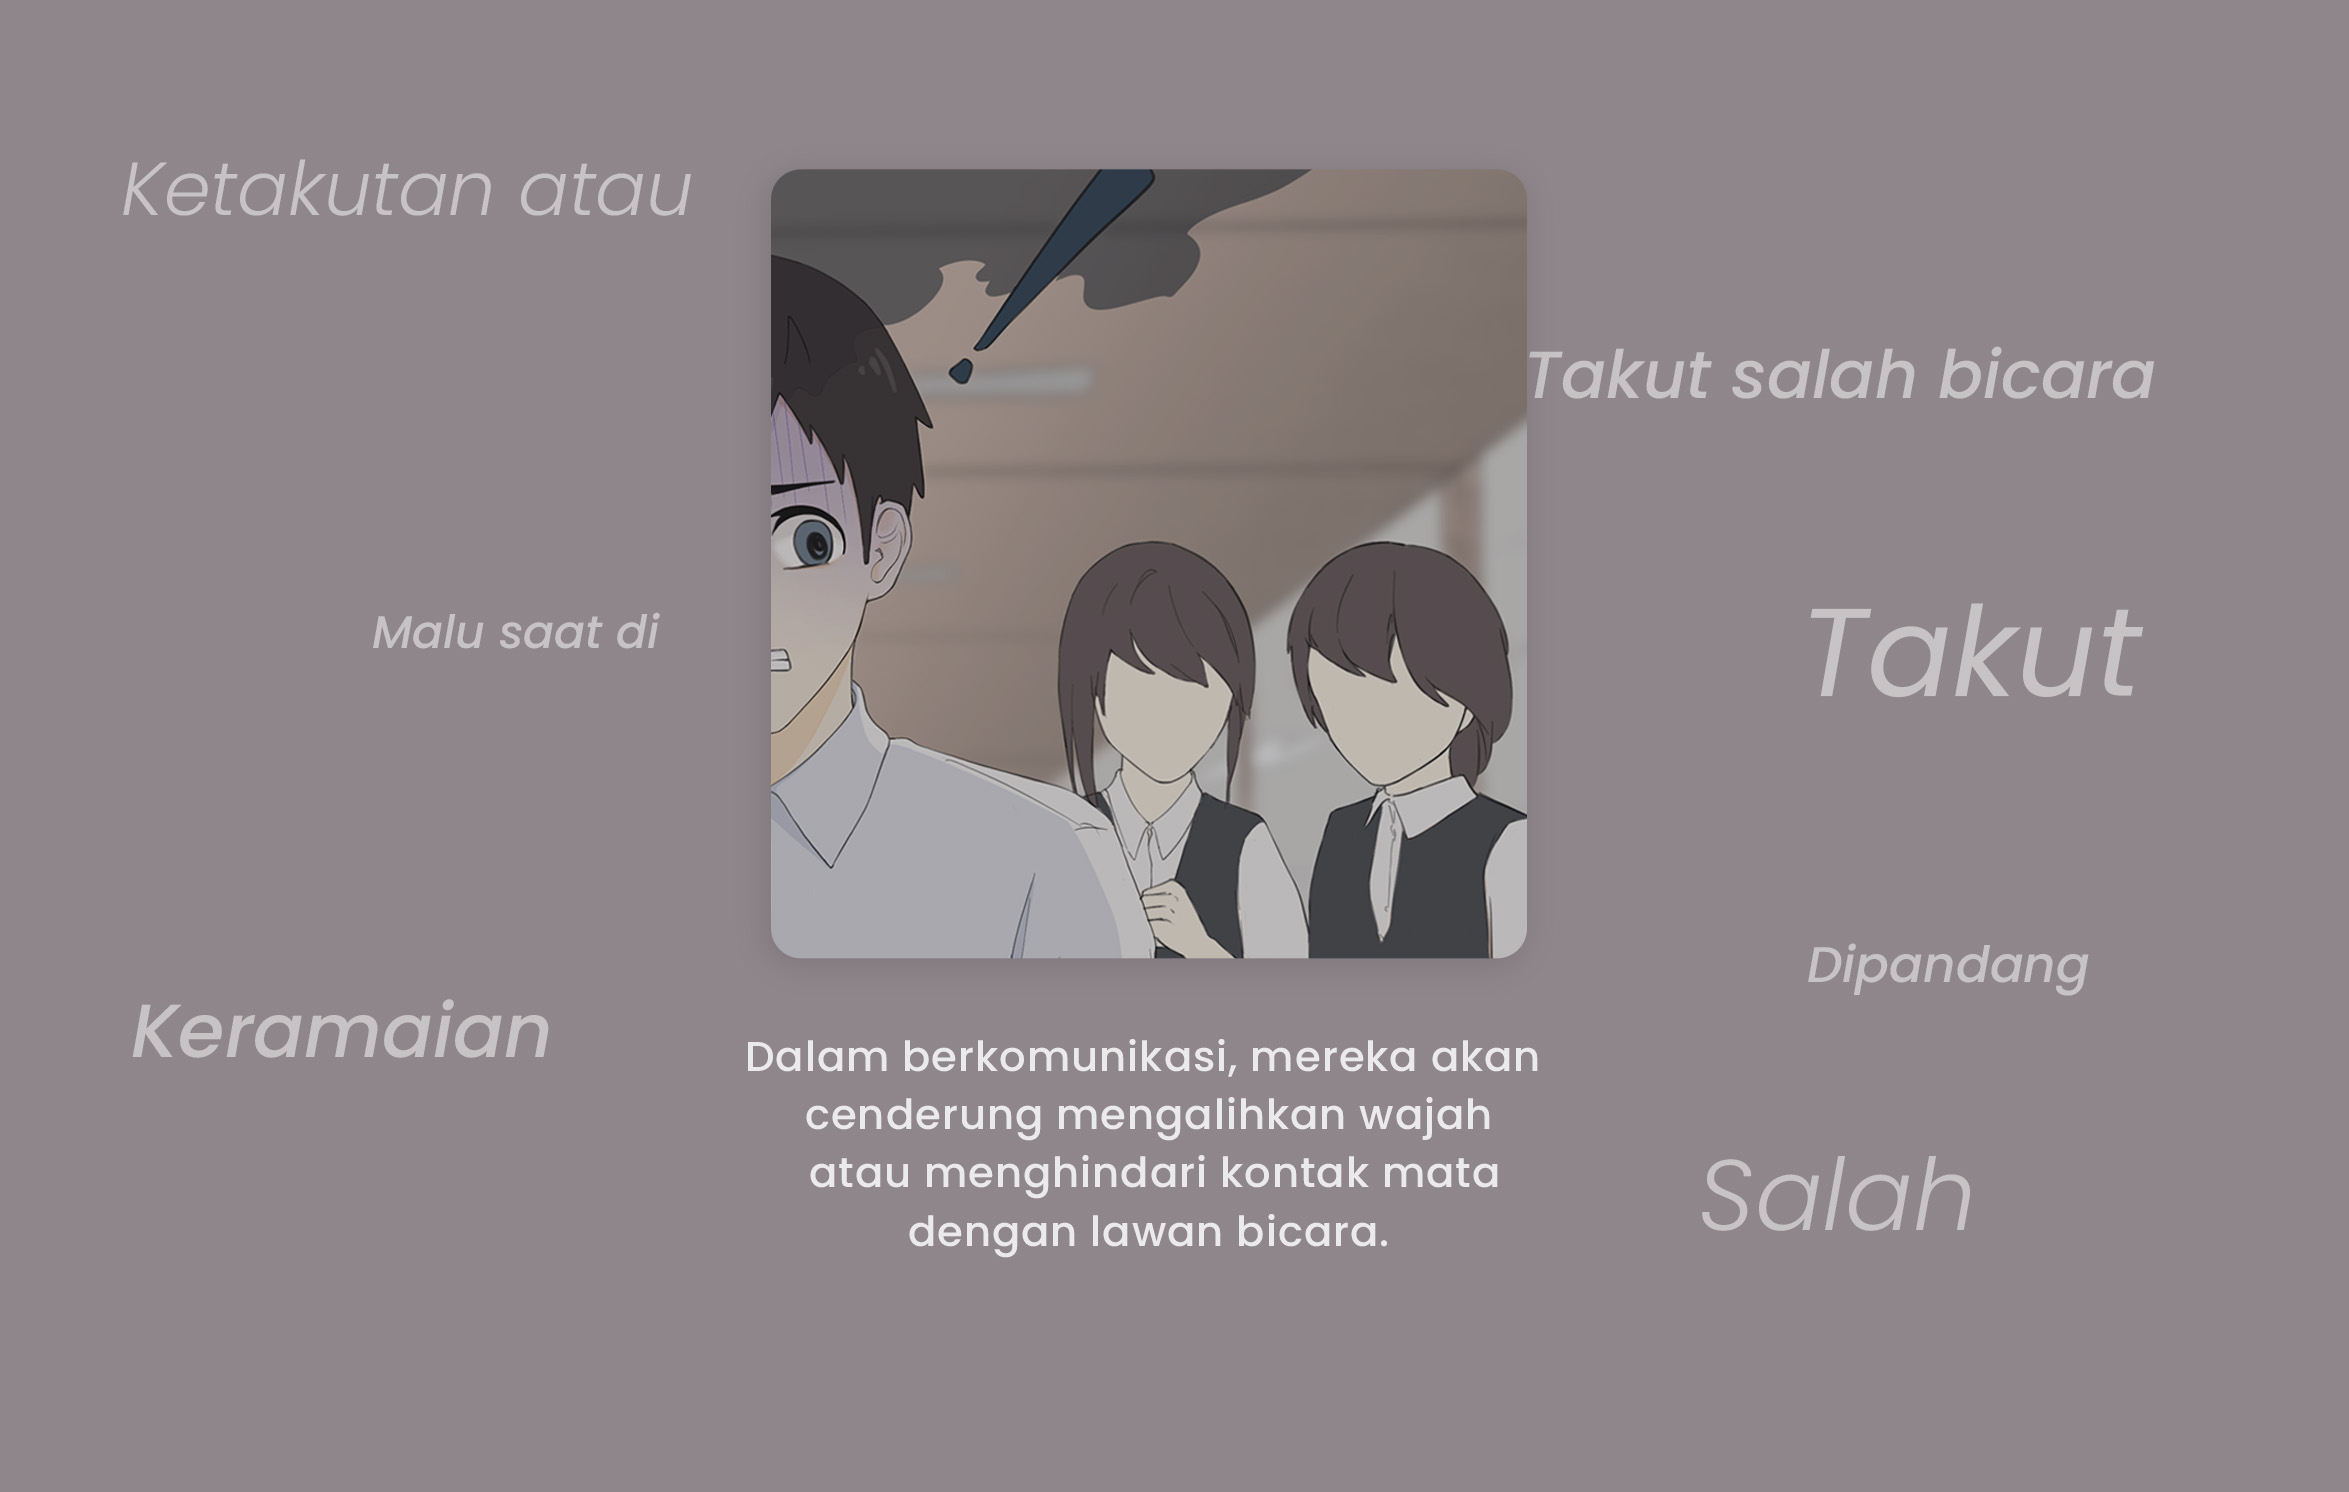 Ketakutan atau
Takut salah bicara
Malu saat di
Takut
Dipandang
Keramaian
Dalam berkomunikasi, mereka akan
cenderung mengalihkan wajah
atau menghindari kontak mata
dengan lawan bicara.
Salah